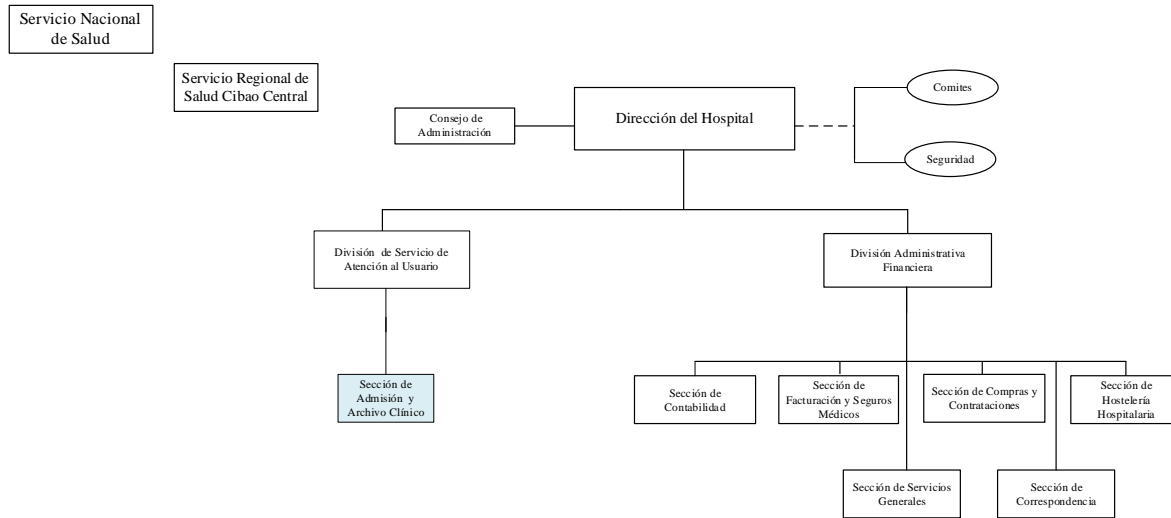 Servicio Nacional
de Salud
Servicio Regional de
Salud Cibao Central
Consejo de
Administración
Dirección del Hospital
Comites
Seguridad
División de Servicio de
Atención al Usuario
División Administrativa
Financiera
Sección de
Admisión y
Archivo Clínico
Sección de
Contabilidad
Sección de
Facturación y Seguros
Médicos
Sección de Compras y
Contrataciones
Sección de
Hostelería
Hospitalaria
Sección de Servicios
Generales
Sección de
Correspondencia